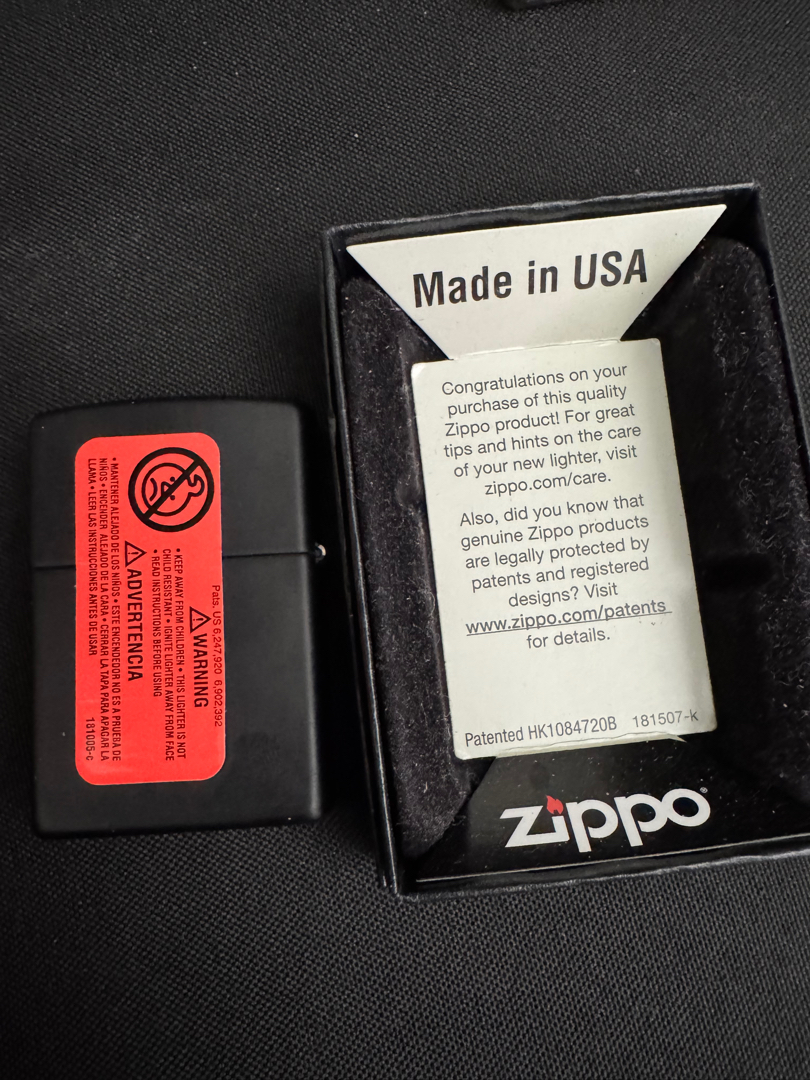 Pats. US 6,247,920 6,902,392
⚠WARNING
• KEEP AWAY FROM CHILDREN • THIS LIGHTER IS NOT
CHILD RESISTANT • IGNITE LIGHTER AWAY FROM FACE
• READ INSTRUCTIONS BEFORE USING
⚠ADVERTENCIA
• MANTENER ALEJADO DE LOS NIÑOS • ESTE ENCENDEDOR NO ES A PRUEBA DE
NIÑOS • ENCENDER ALEJADO DE LA CARA • CERRAR LA TAPA PARA APAGAR LA
LLAMA • LEER LAS INSTRUCCIONES ANTES DE USAR
181005-c
Made in USA
Congratulations on your
purchase of this quality
Zippo product! For great
tips and hints on the care
of your new lighter, visit
zippo.com/care.
Also, did you know that
genuine Zippo products
are legally protected by
patents and registered
designs? Visit
www.zippo.com/patents
for details.
Patented HK1084720B 181507-k
zippo®